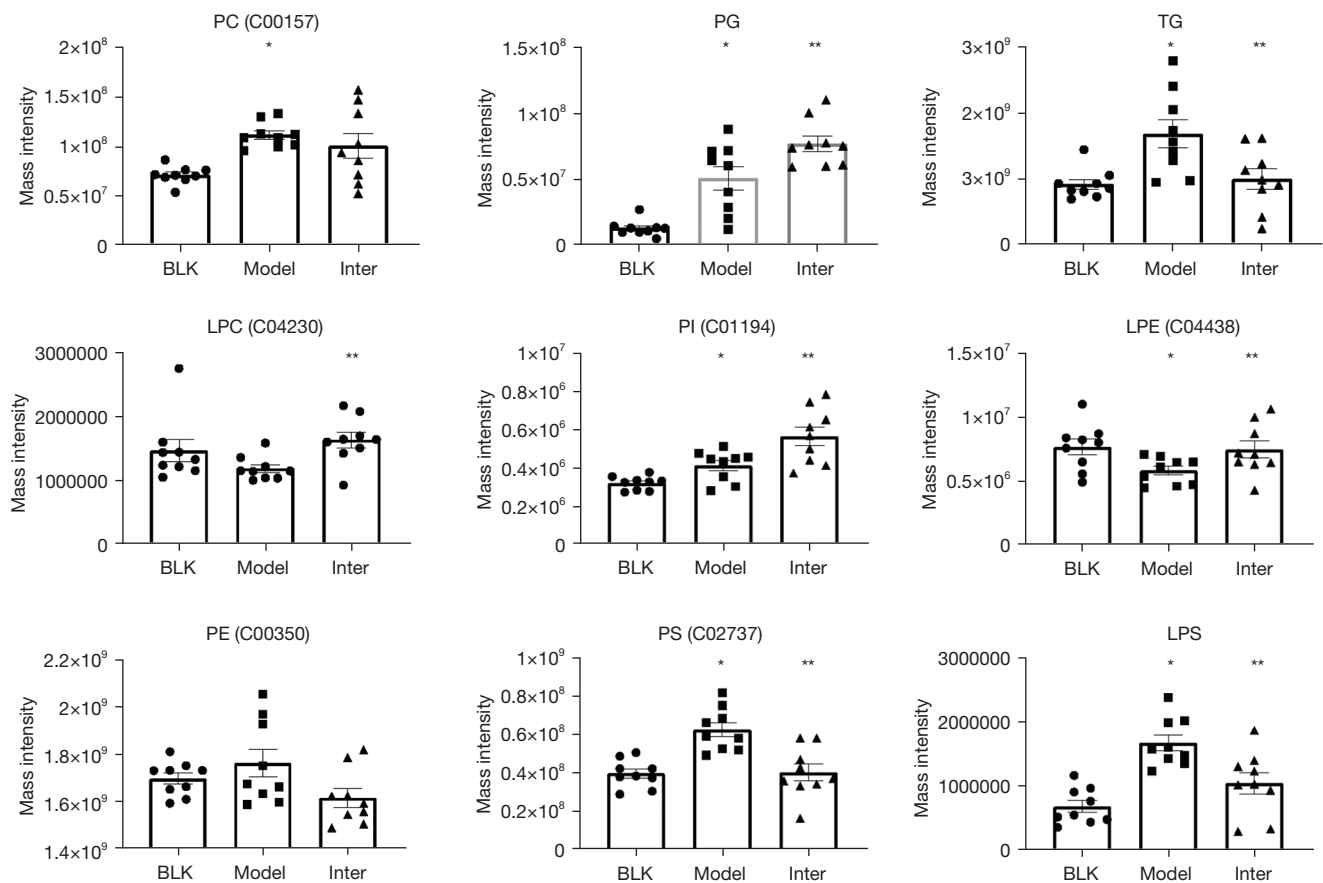 PC (C00157)
*
Mass intensity
2×10⁸
1.5×10⁸
1×10⁸
0.5×10⁷
0
BLK Model Inter
PG
* **
Mass intensity
1.5×10⁸
1×10⁸
0.5×10⁷
0
BLK Model Inter
TG
* **
Mass intensity
3×10⁹
2×10⁹
3×10⁹
0
BLK Model Inter
LPC (C04230)
**
Mass intensity
3000000
2000000
1000000
0
BLK Model Inter
PI (C01194)
* **
Mass intensity
1×10⁷
0.8×10⁶
0.6×10⁶
0.4×10⁶
0.2×10⁶
0
BLK Model Inter
LPE (C04438)
* **
Mass intensity
1.5×10⁷
1×10⁷
0.5×10⁶
0
BLK Model Inter
PE (C00350)
Mass intensity
2.2×10⁹
2×10⁹
1.8×10⁹
1.6×10⁹
1.4×10⁹
BLK Model Inter
PS (C02737)
* **
Mass intensity
1×10⁹
0.8×10⁸
0.6×10⁸
0.4×10⁸
0.2×10⁸
0
BLK Model Inter
LPS
* **
Mass intensity
3000000
2000000
1000000
0
BLK Model Inter